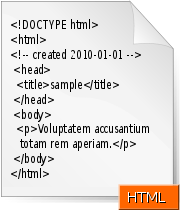 <!DOCTYPE html>
<html>
<!-- created 2010-01-01 -->
<head>
<title>sample</title>
</head>
<body>
<p>Voluptatem accusantium
totam rem aperiam.</p>
</body>
</html>
HTML